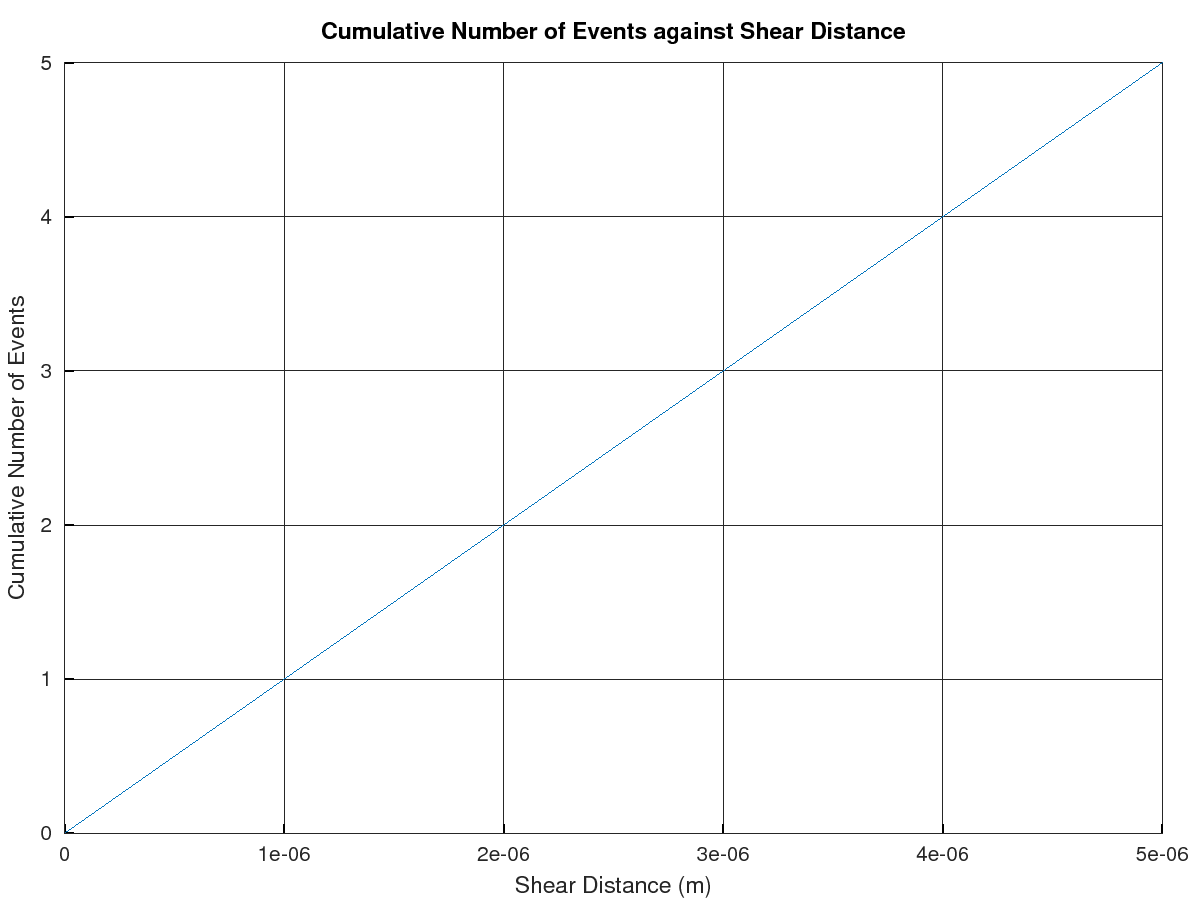 Cumulative Number of Events against Shear Distance
5
4
3
2
1
0
Cumulative Number of Events
0 1e-06 2e-06 3e-06 4e-06 5e-06
Shear Distance (m)